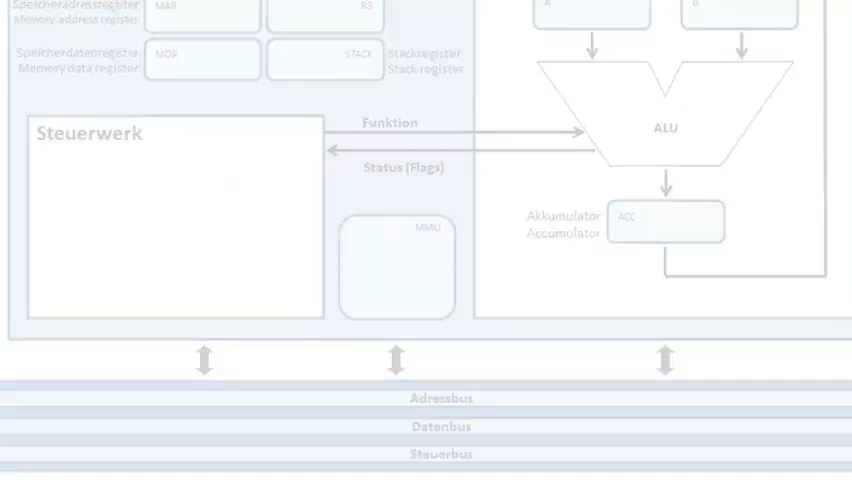 Speicheradressregister
Memory address register
MAR
R3
Speicherdatenregister
Memory data register
MDR
STACK
Stackregister
Stack register
A
B
ALU
Steuerwerk
Funktion
Status (Flags)
MMU
Akkumulator
Accumulator
ACC
Adressbus
Datenbus
Steuerbus